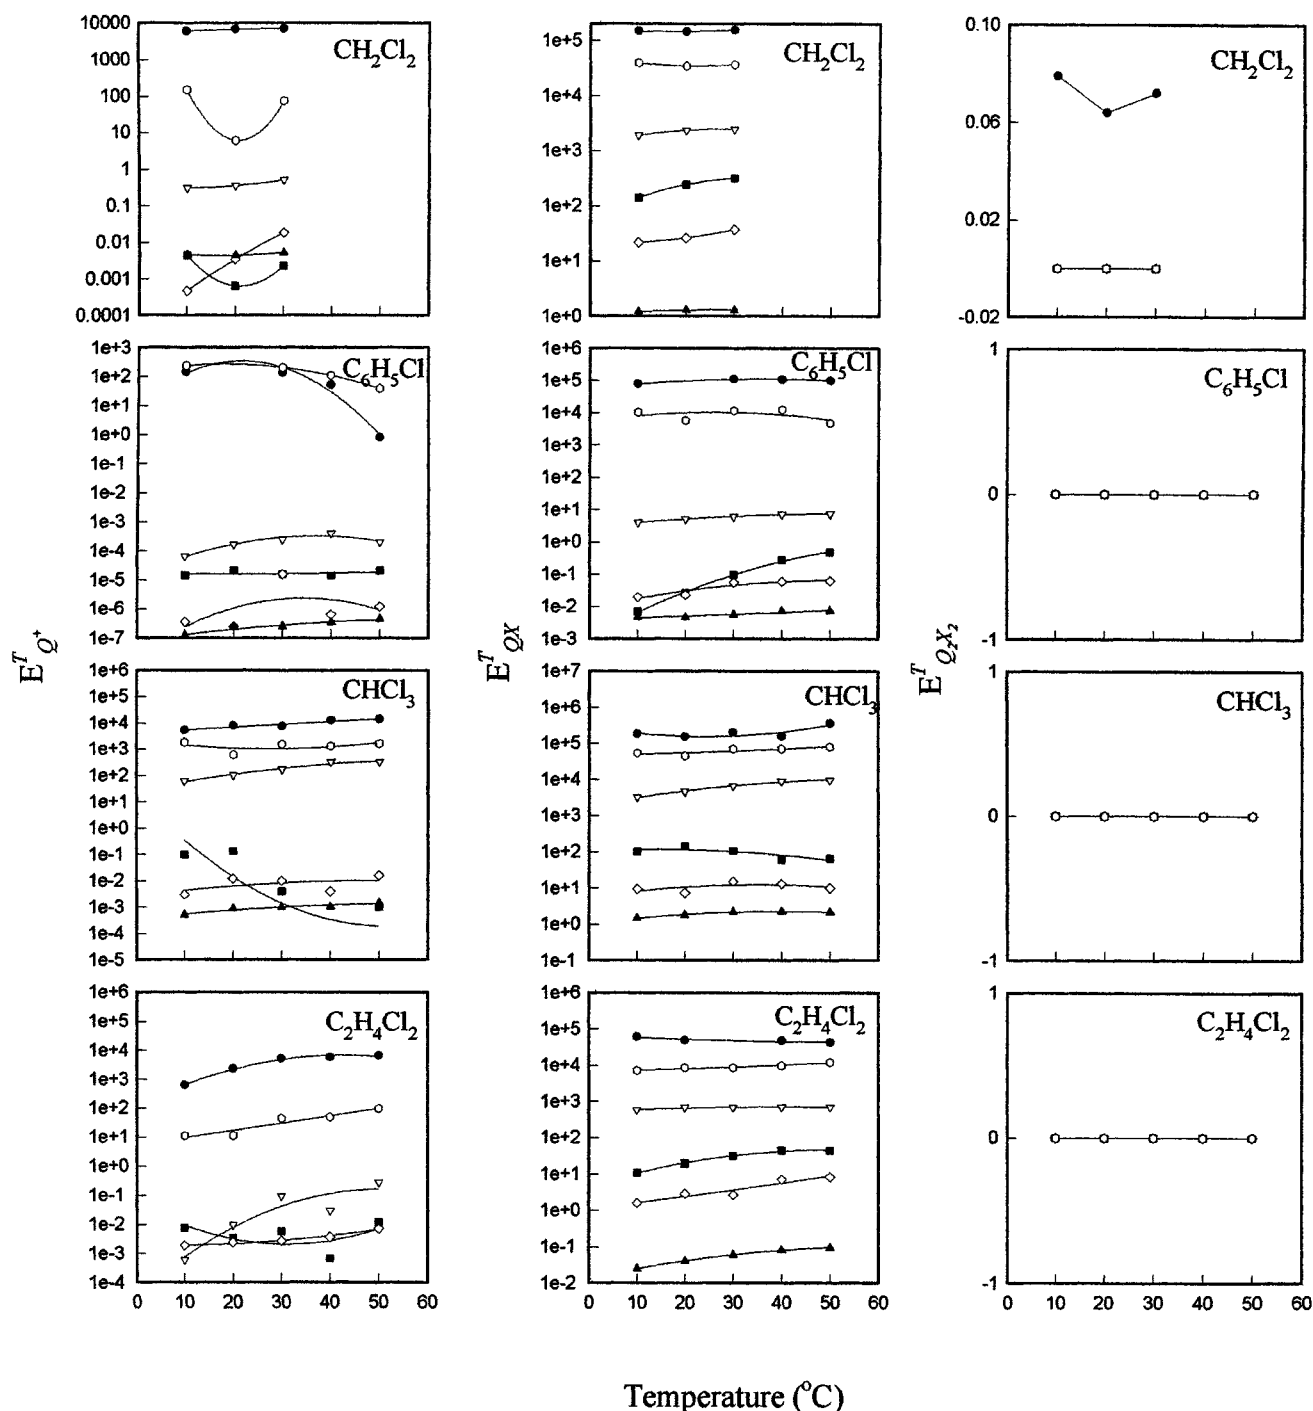 10000
1000
100
10
1
0.1
0.01
0.001
0.0001
CH₂Cl₂
1e+5
1e+4
1e+3
1e+2
1e+1
1e+0
CH₂Cl₂
0.10
0.06
0.02
-0.02
CH₂Cl₂
1e+3
1e+2
1e+1
1e+0
1e-1
1e-2
1e-3
1e-4
1e-5
1e-6
1e-7
C₆H₅Cl
1e+6
1e+5
1e+4
1e+3
1e+2
1e+1
1e+0
1e-1
1e-2
1e-3
C₆H₅Cl
1
0
-1
C₆H₅Cl
E^T_Q⁺
E^T_QX
E^T_Q₂X₂
1e+6
1e+5
1e+4
1e+3
1e+2
1e+1
1e+0
1e-1
1e-2
1e-3
1e-4
1e-5
CHCl₃
1e+7
1e+6
1e+5
1e+4
1e+3
1e+2
1e+1
1e+0
1e-1
CHCl₃
1
0
-1
CHCl₃
1e+6
1e+5
1e+4
1e+3
1e+2
1e+1
1e+0
1e-1
1e-2
1e-3
1e-4
C₂H₄Cl₂
0 10 20 30 40 50 60
1e+6
1e+5
1e+4
1e+3
1e+2
1e+1
1e+0
1e-1
1e-2
C₂H₄Cl₂
0 10 20 30 40 50 60
1
0
-1
C₂H₄Cl₂
0 10 20 30 40 50 60
Temperature (°C)